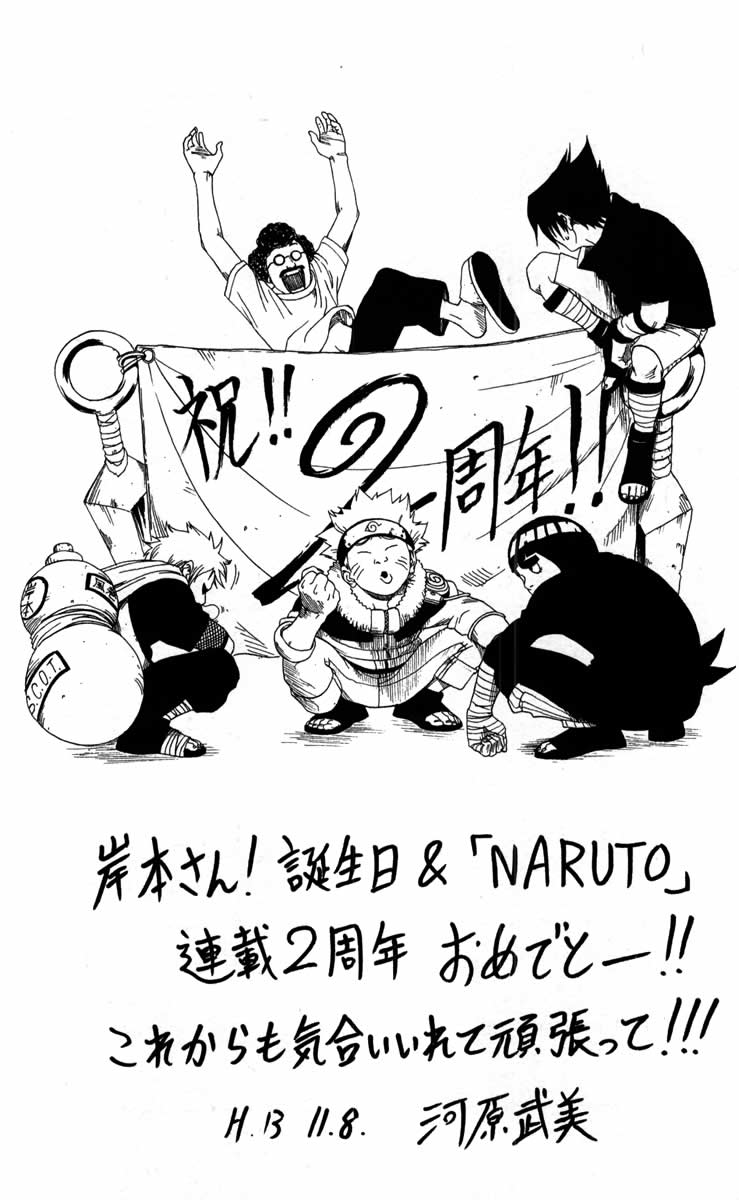 祝!! 2周年!!
S.C.O.T.
岸本さん! 誕生日&「NARUTO」
連載2周年 おめでとー!!
これからも気合いいれて頑張って!!!
H.13 11.8. 河原武美